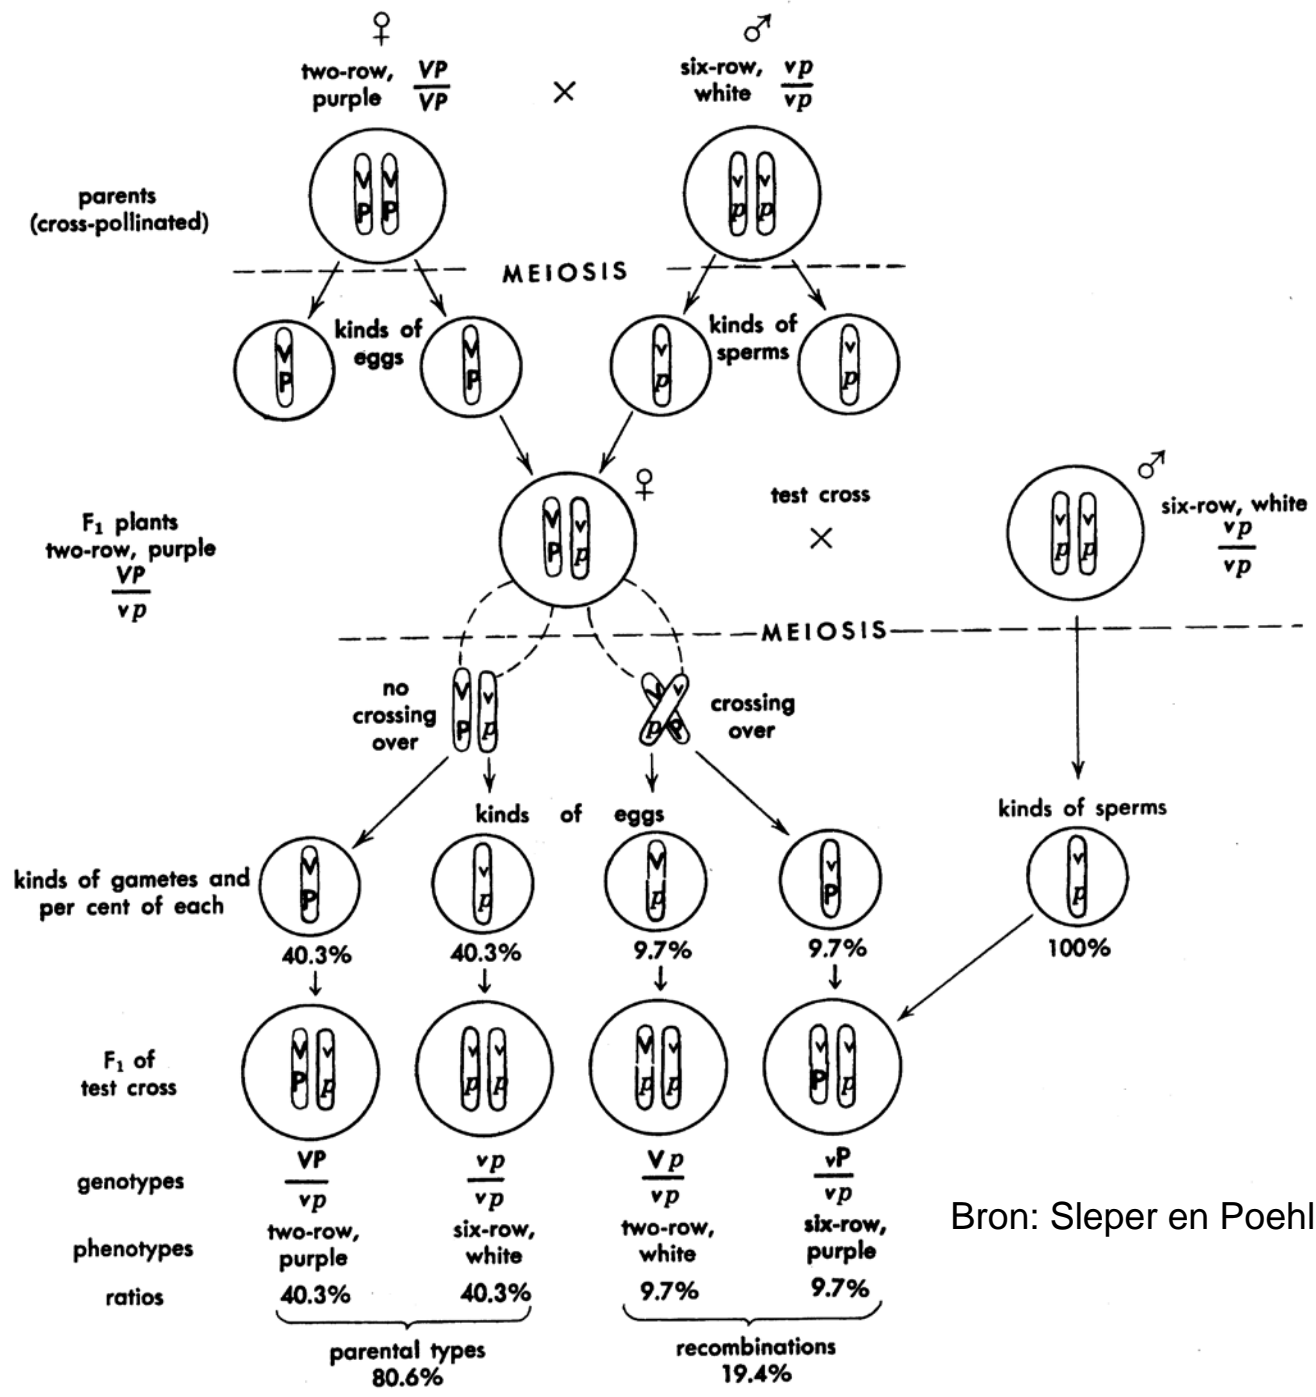 ♀
two-row, VP
purple VP
×
♂
six-row, vp
white vp
V V
P P
v v
p p
parents
(cross-pollinated)
MEIOSIS
kinds of
eggs
kinds of
sperms
V
P
V
P
v
p
v
p
♀
test cross
×
♂
six-row, white
vp
vp
F1 plants
two-row, purple
VP
vp
V v
P p
v v
p p
MEIOSIS
no
crossing
over
V v
P p
V v
p P
crossing
over
kinds of eggs
kinds of sperms
kinds of gametes and
per cent of each
V
P
v
p
V
p
v
P
v
p
40.3% 40.3% 9.7% 9.7% 100%
F1 of
test cross
V v
P p
v v
p p
V v
p p
v v
P p
genotypes
VP vp Vp vP
vp vp vp vp
Bron: Sleper en Poehl
phenotypes
two-row, six-row, two-row, six-row,
purple white white purple
ratios 40.3% 40.3% 9.7% 9.7%
parental types recombinations
80.6% 19.4%